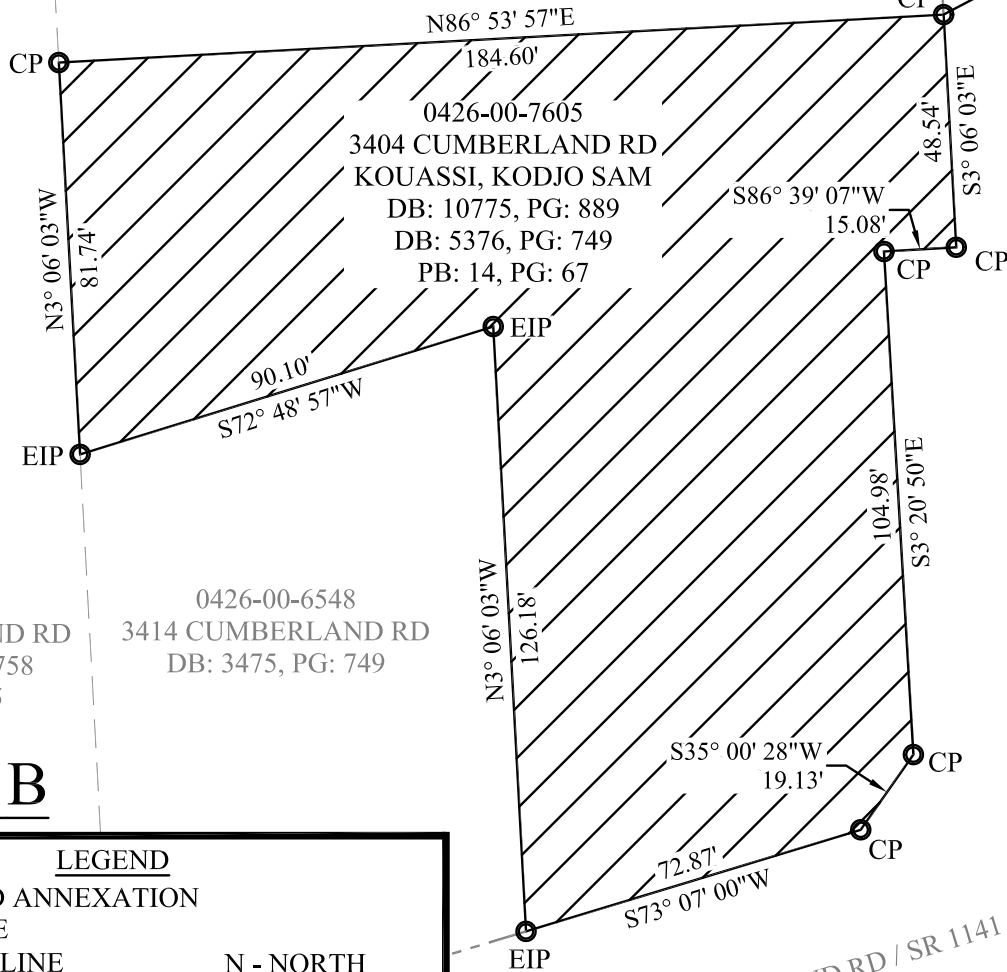 CP
N86° 53' 57"E
184.60'
CP
0426-00-7605
3404 CUMBERLAND RD
KOUASSI, KODJO SAM
DB: 10775, PG: 889
DB: 5376, PG: 749
PB: 14, PG: 67
48.54'
S3° 06' 03"E
S86° 39' 07"W
15.08'
CP
CP
N3° 06' 03"W
81.74'
EIP
90.10'
S72° 48' 57"W
EIP
104.98'
S3° 20' 50"E
N3° 06' 03"W
126.18'
0426-00-6548
3414 CUMBERLAND RD
DB: 3475, PG: 749
RD
758
S35° 00' 28"W
19.13'
CP
B
CP
72.87'
S73° 07' 00"W
EIP
RD / SR 1141
LEGEND
ANNEXATION
LINE
N - NORTH